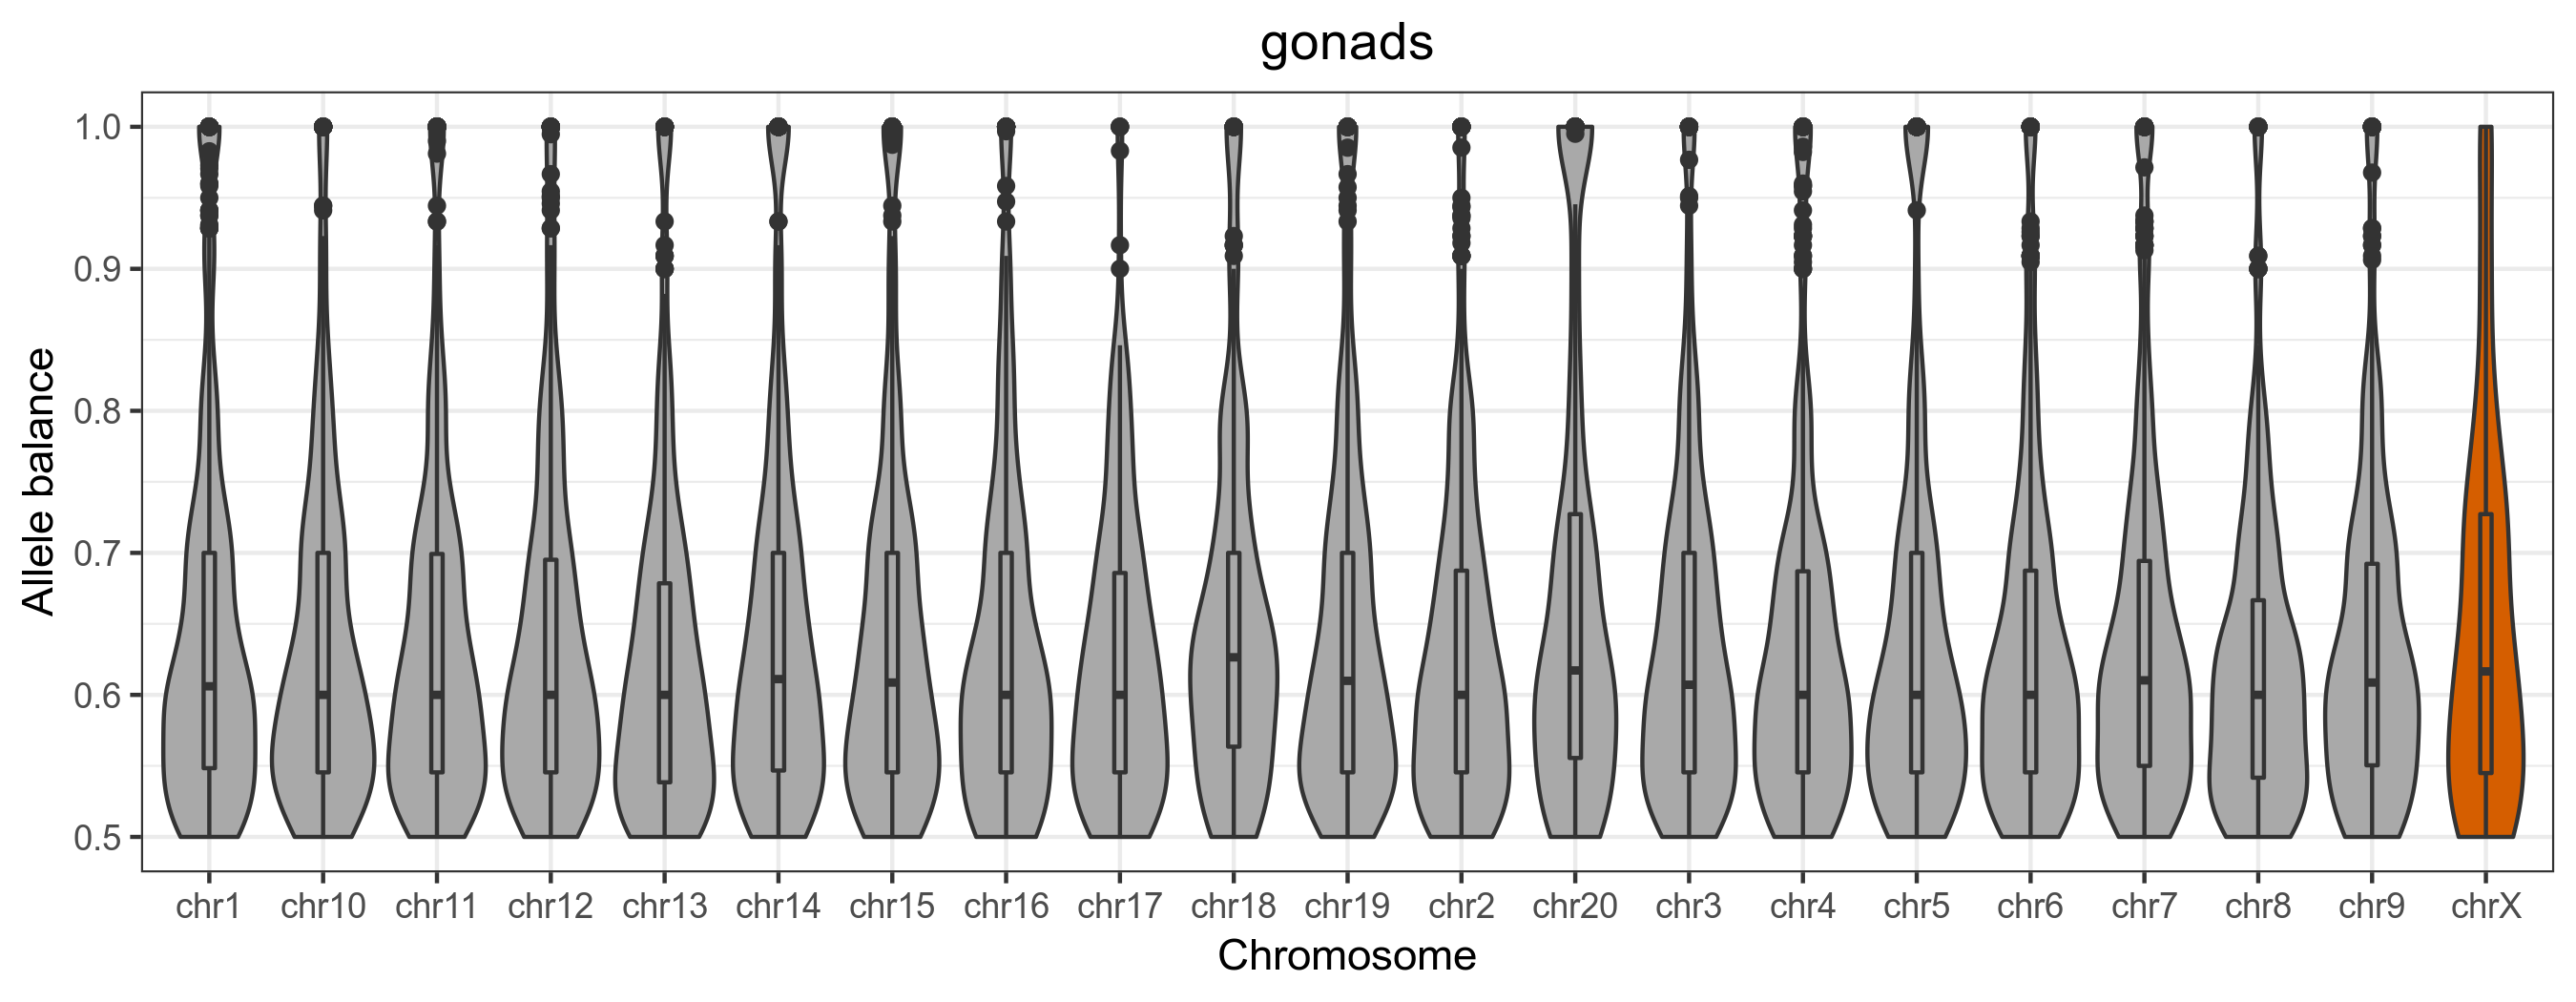 gonads
Allele balance
1.0
0.9
0.8
0.7
0.6
0.5
chr1 chr10 chr11 chr12 chr13 chr14 chr15 chr16 chr17 chr18 chr19 chr2 chr20 chr3 chr4 chr5 chr6 chr7 chr8 chr9 chrX
Chromosome